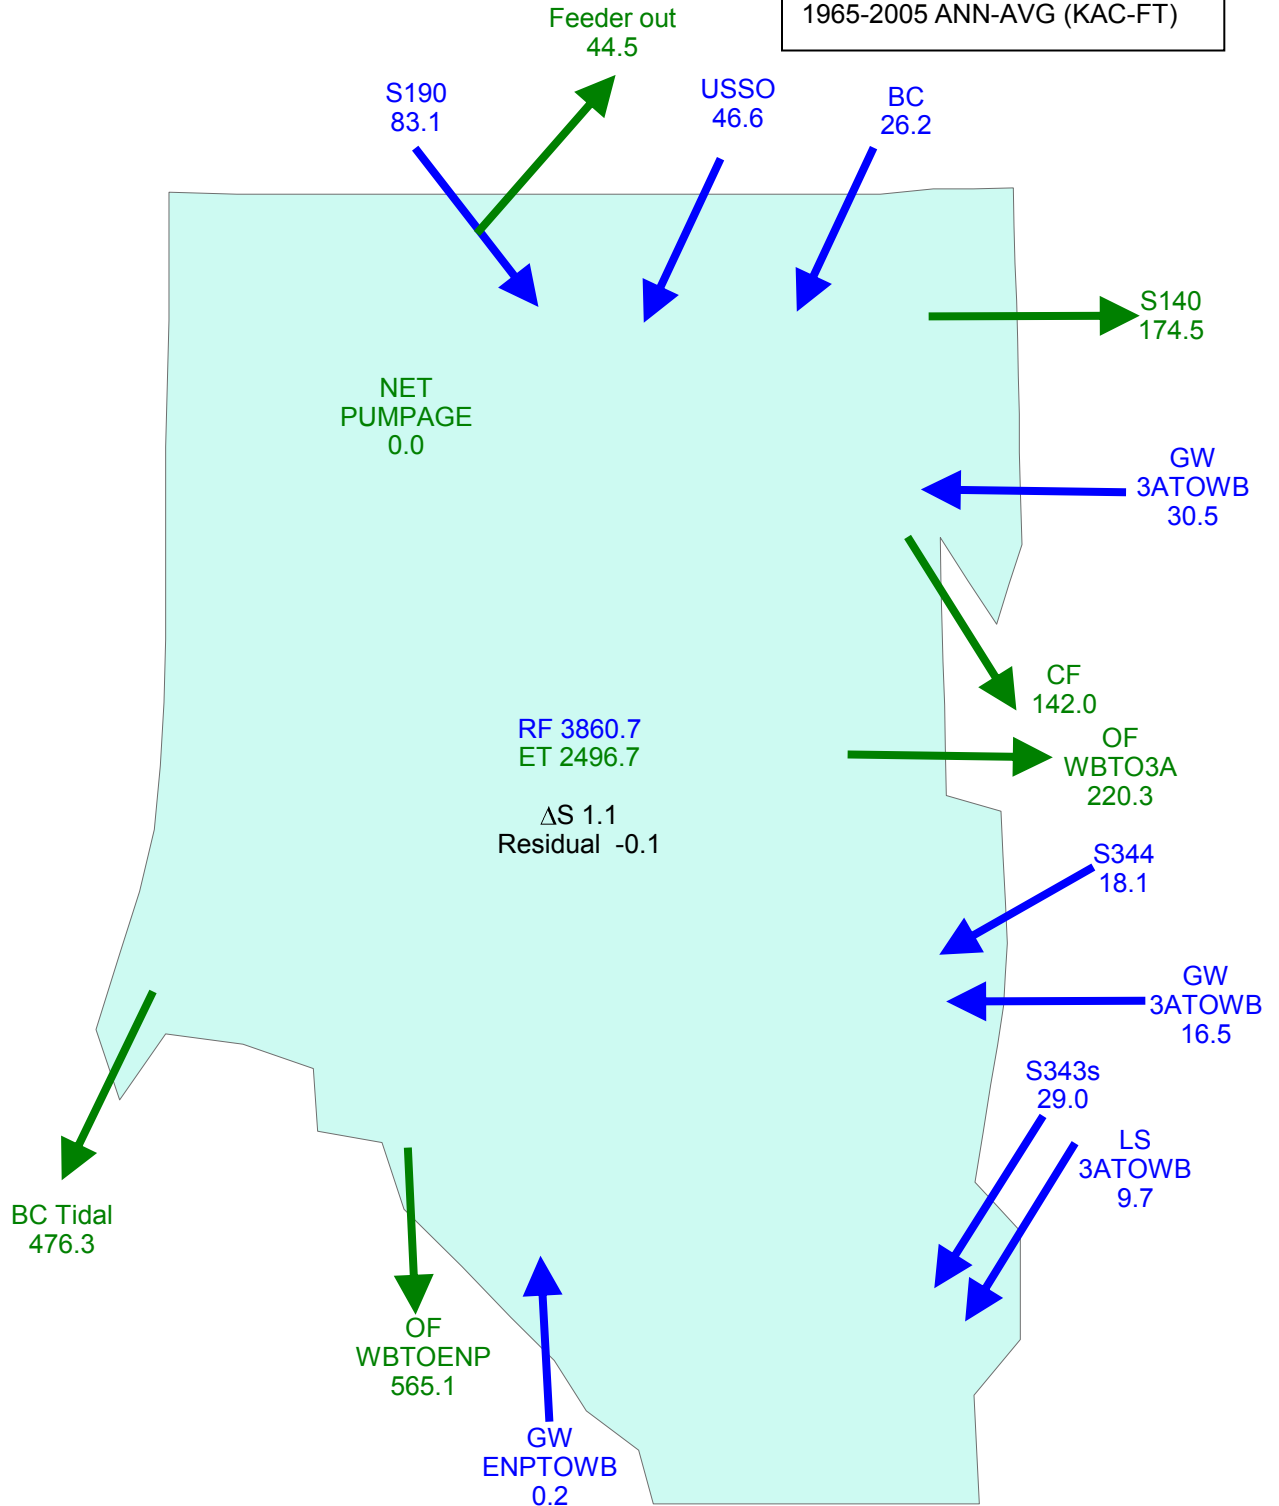 1965-2005 ANN-AVG (KAC-FT)
Feeder out
44.5
S190
83.1
USSO
46.6
BC
26.2
S140
174.5
NET
PUMPAGE
0.0
GW
3ATOWB
30.5
CF
142.0
RF 3860.7
ET 2496.7
OF
WBTO3A
220.3
ΔS 1.1
Residual -0.1
S344
18.1
GW
3ATOWB
16.5
S343s
29.0
LS
3ATOWB
9.7
BC Tidal
476.3
OF
WBTOENP
565.1
GW
ENPTOWB
0.2